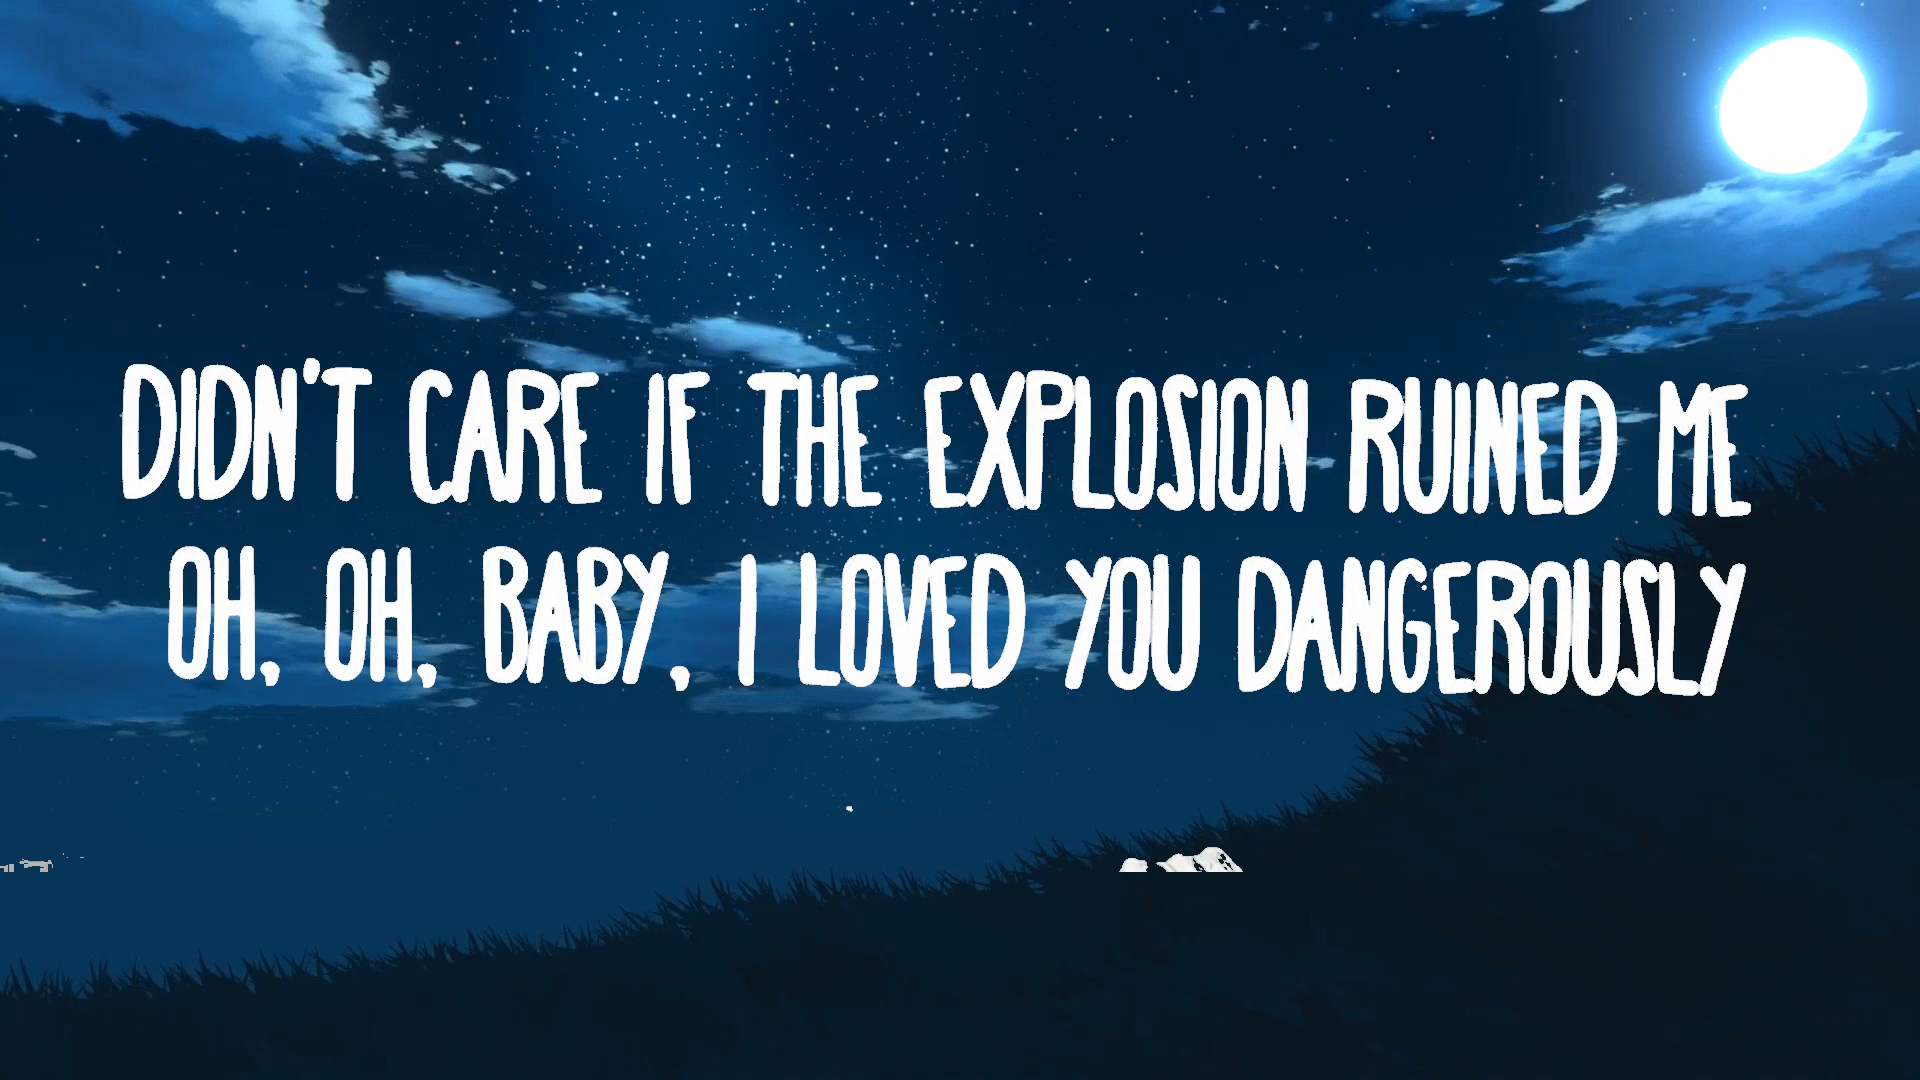 DIDN'T CARE IF THE EXPLOSION RUINED ME
OH, OH, BABY, I LOVED YOU DANGEROUSLY